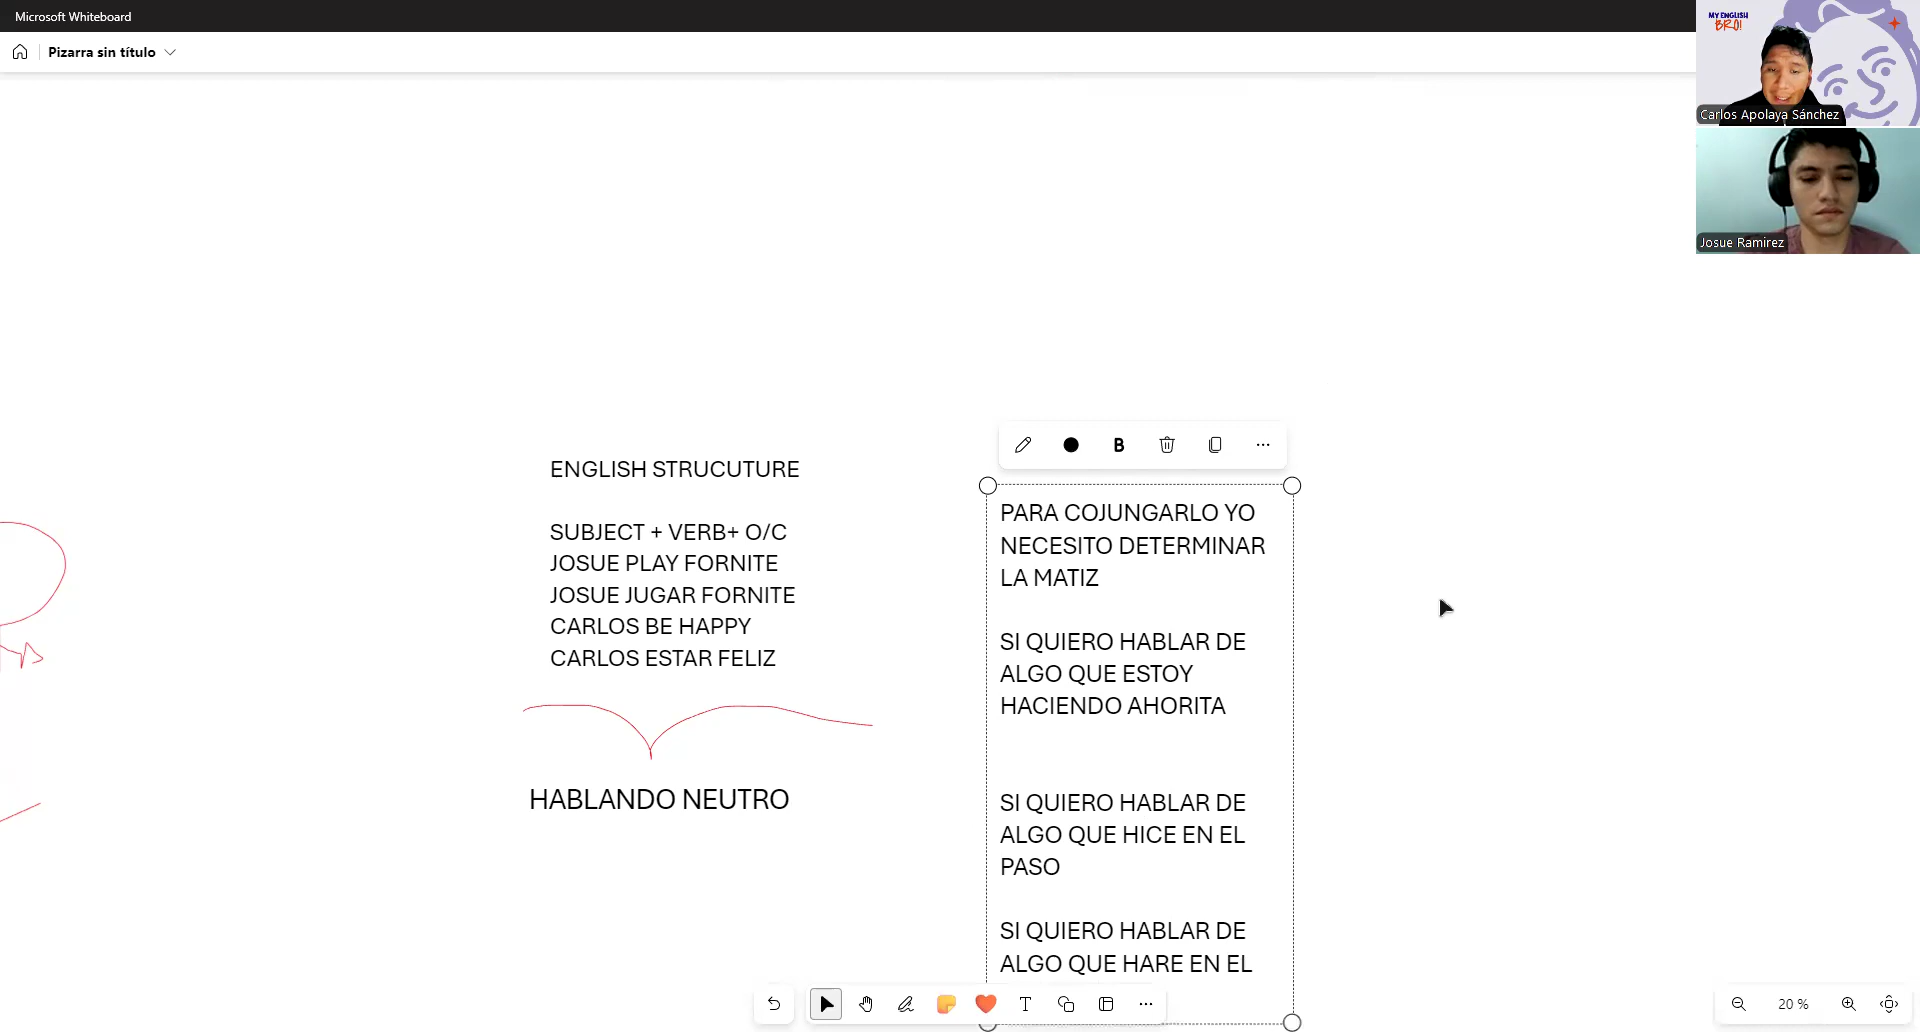 Microsoft Whiteboard
Pizarra sin título
MY ENGLISH
BRO!
Carlos Apolaya Sánchez
Josue Ramirez
ENGLISH STRUCUTURE
SUBJECT + VERB+ O/C
JOSUE PLAY FORNITE
JOSUE JUGAR FORNITE
CARLOS BE HAPPY
CARLOS ESTAR FELIZ
HABLANDO NEUTRO
B
PARA COJUNGARLO YO
NECESITO DETERMINAR
LA MATIZ
SI QUIERO HABLAR DE
ALGO QUE ESTOY
HACIENDO AHORITA
SI QUIERO HABLAR DE
ALGO QUE HICE EN EL
PASO
SI QUIERO HABLAR DE
ALGO QUE HARE EN EL
T
20 %